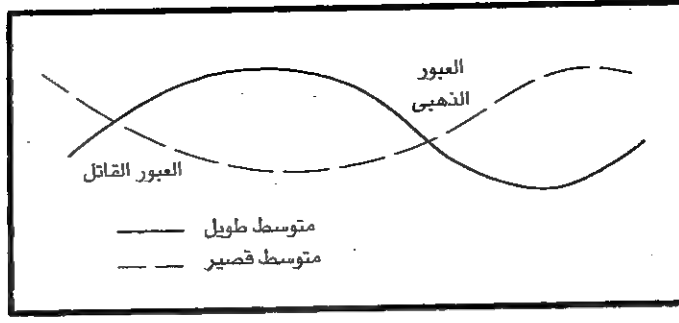 العبور
الذهبى
العبور القاتل
متوسط طويل
متوسط قصير